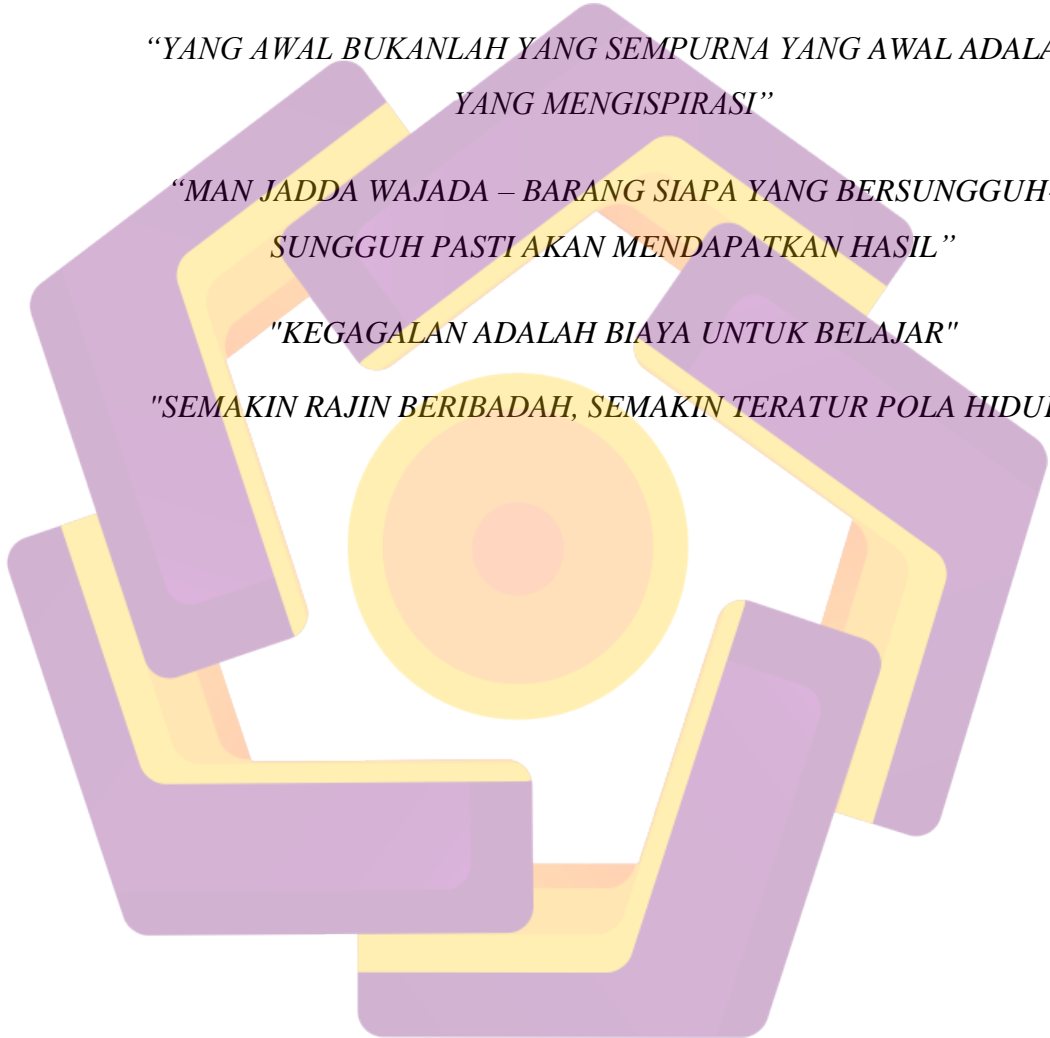 “YANG AWAL BUKANLAH YANG SEMPURNA YANG AWAL
YANG MENGISPIRASI”
“MAN JADDA WAJADA – BARANG SIAPA YANG BERSUNGGUH-
SUNGGUH PASTI AKAN MENDAPATKAN HASIL”
"KEGAGALAN ADALAH BIAYA UNTUK BELAJAR"
"SEMAKIN RAJIN BERIBADAH, SEMAKIN TERATUR POLA